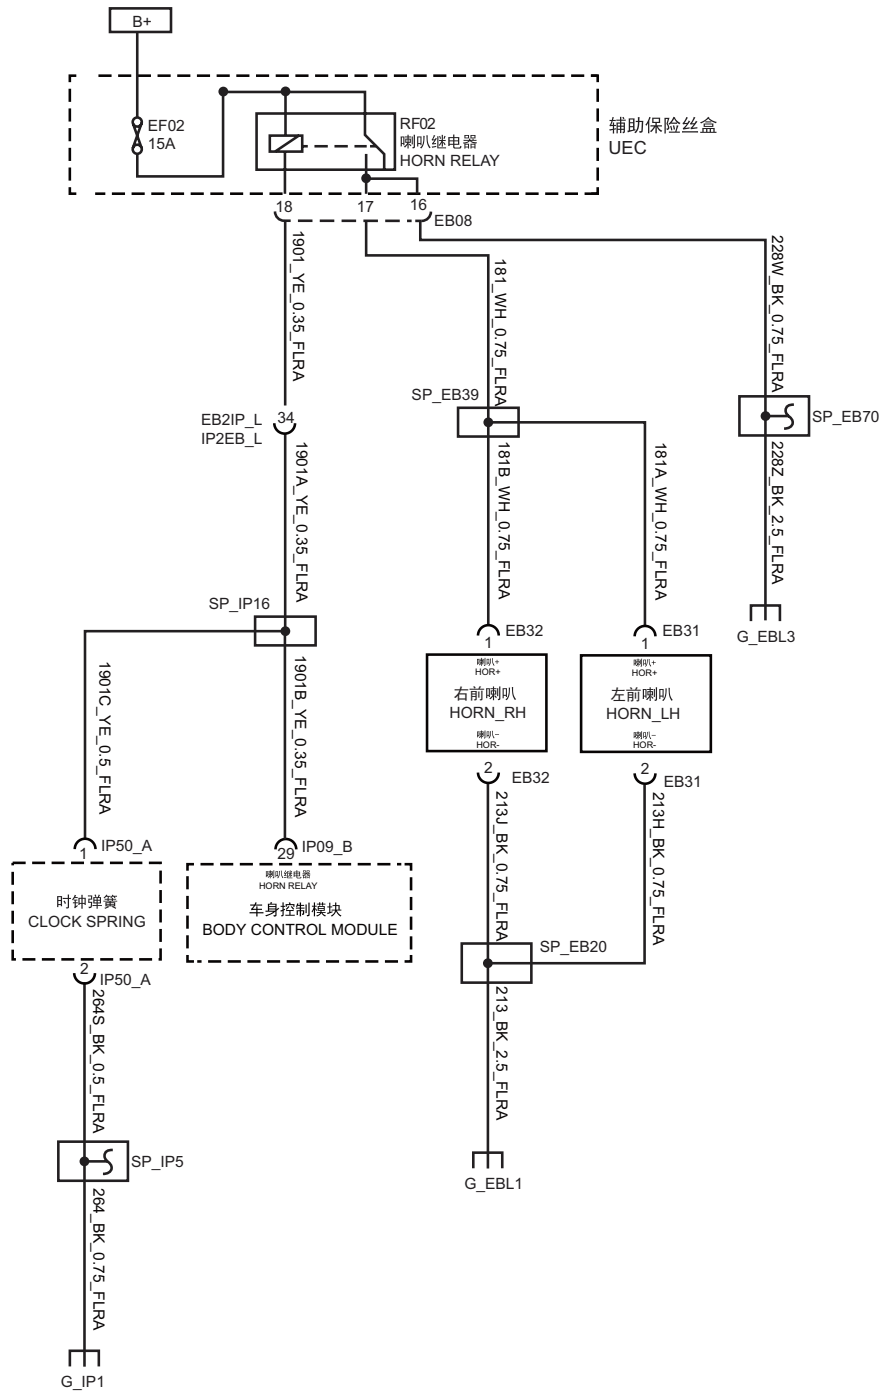 B+
EF02
15A
RF02
喇叭继电器
HORN RELAY
辅助保险丝盒
UEC
18
17
16
EB08
1901_YE_0.35_FLRA
181_WH_0.75_FLRA
228W_BK_0.75_FLRA
SP_EB39
SP_EB70
EB2IP_L
IP2EB_L
34
1901A_YE_0.35_FLRA
181B_WH_0.75_FLRA
181A_WH_0.75_FLRA
228Z_BK_2.5_FLRA
SP_IP16
G_EBL3
EB32
1
EB31
1
喇叭+
HOR+
右前喇叭
HORN_RH
喇叭-
HOR-
喇叭+
HOR+
左前喇叭
HORN_LH
喇叭-
HOR-
1901C_YE_0.5_FLRA
1901B_YE_0.35_FLRA
2
EB32
2
EB31
213J_BK_0.75_FLRA
213H_BK_0.75_FLRA
IP50_A
1
IP09_B
29
时钟弹簧
CLOCK SPRING
喇叭继电器
HORN RELAY
车身控制模块
BODY CONTROL MODULE
SP_EB20
2
IP50_A
264S_BK_0.5_FLRA
213_BK_2.5_FLRA
SP_IP5
G_EBL1
264_BK_0.75_FLRA
G_IP1